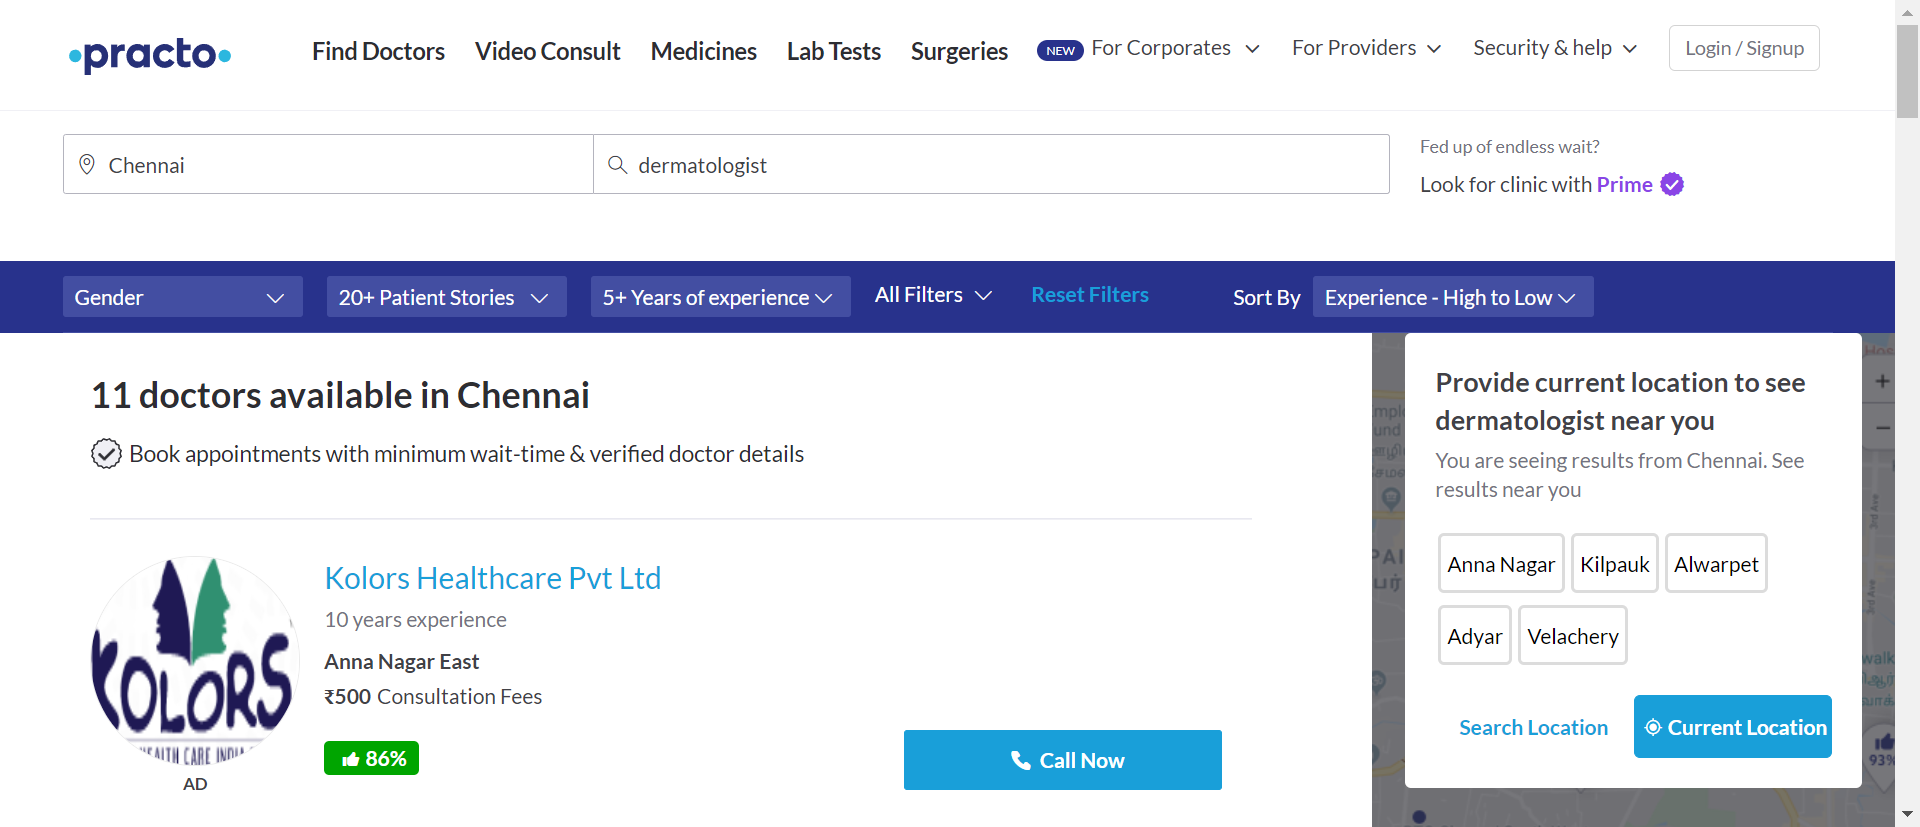 practo
Find Doctors
Video Consult
Medicines
Lab Tests
Surgeries
NEW
For Corporates
For Providers
Security & help
Login / Signup
Chennai
dermatologist
Fed up of endless wait?
Look for clinic with Prime
Gender
20+ Patient Stories
5+ Years of experience
All Filters
Reset Filters
Sort By
Experience - High to Low
11 doctors available in Chennai
Book appointments with minimum wait-time & verified doctor details
KOLORS
Kolors Healthcare Pvt Ltd
10 years experience
Anna Nagar East
₹500 Consultation Fees
86%
AD
Call Now
Provide current location to see
dermatologist near you
You are seeing results from Chennai. See
results near you
Anna Nagar
Kilpauk
Alwarpet
Adyar
Velachery
Search Location
Current Location
3rd Ave
3rd Ave
93%